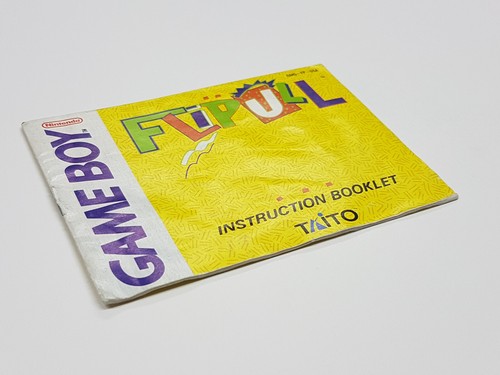 Nintendo
GAME BOY
FLIPULL
INSTRUCTION BOOKLET
TAITO